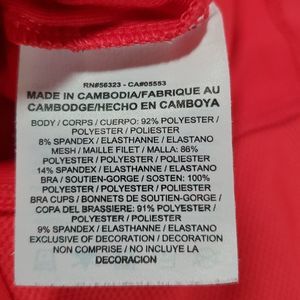 RN#56323 - CA#05553
MADE IN CAMBODIA/FABRIQUE AU
CAMBODGE/HECHO EN CAMBOYA
BODY / CORPS / CUERPO: 92% POLYESTER /
POLYESTER / POLIESTER
8% SPANDEX / ELASTHANNE / ELASTANO
MESH / MAILLE FILET / MALLA: 86%
POLYESTER / POLYESTER / POLIESTER
14% SPANDEX / ELASTHANNE / ELASTANO
BRA / SOUTIEN-GORGE / SOSTEN: 100%
POLYESTER / POLYESTER / POLIESTER
BRA CUPS / BONNETS DE SOUTIEN-GORGE /
COPA DEL BRASSIERE: 91% POLYESTER /
POLYESTER / POLIESTER
9% SPANDEX / ELASTHANNE / ELASTANO
EXCLUSIVE OF DECORATION / DECORATION
NON COMPRISE / NO INCLUYE LA
DECORACION